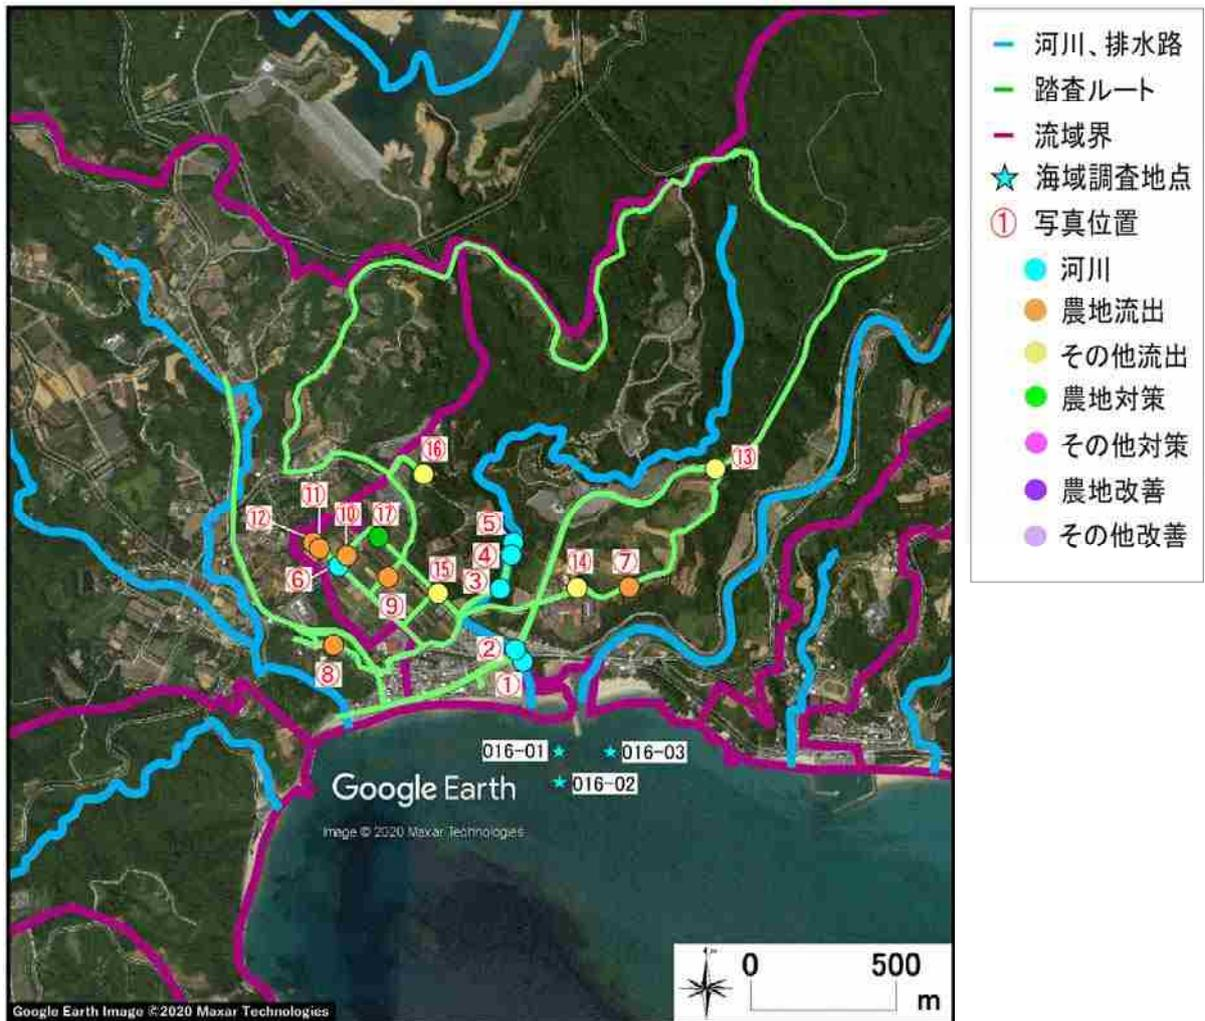 河川、排水路
踏査ルート
流域界
海域調査地点
① 写真位置
河川
農地流出
その他流出
農地対策
その他対策
農地改善
その他改善
⑯
⑬
⑪
⑫ ⑩ ⑰
⑤
④
⑥ ③ ⑭ ⑦
⑮
⑨
②
⑧
①
016-01 016-03
016-02
Google Earth
Image © 2020 Maxar Technologies
0 500
m
Google Earth Image ©2020 Maxar Technologies